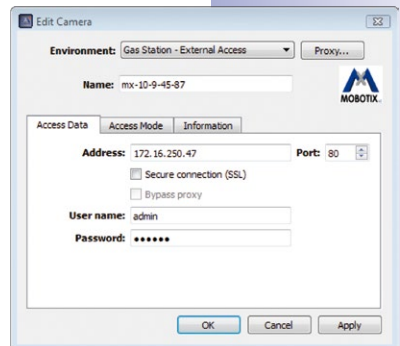 Edit Camera
Environment: Gas Station - External Access Proxy...
Name: mx-10-9-45-87
MOBOTIX
Access Data Access Mode Information
Address: 172.16.250.47 Port: 80
Secure connection (SSL)
Bypass proxy
User name: admin
Password: ●●●●●●
OK Cancel Apply